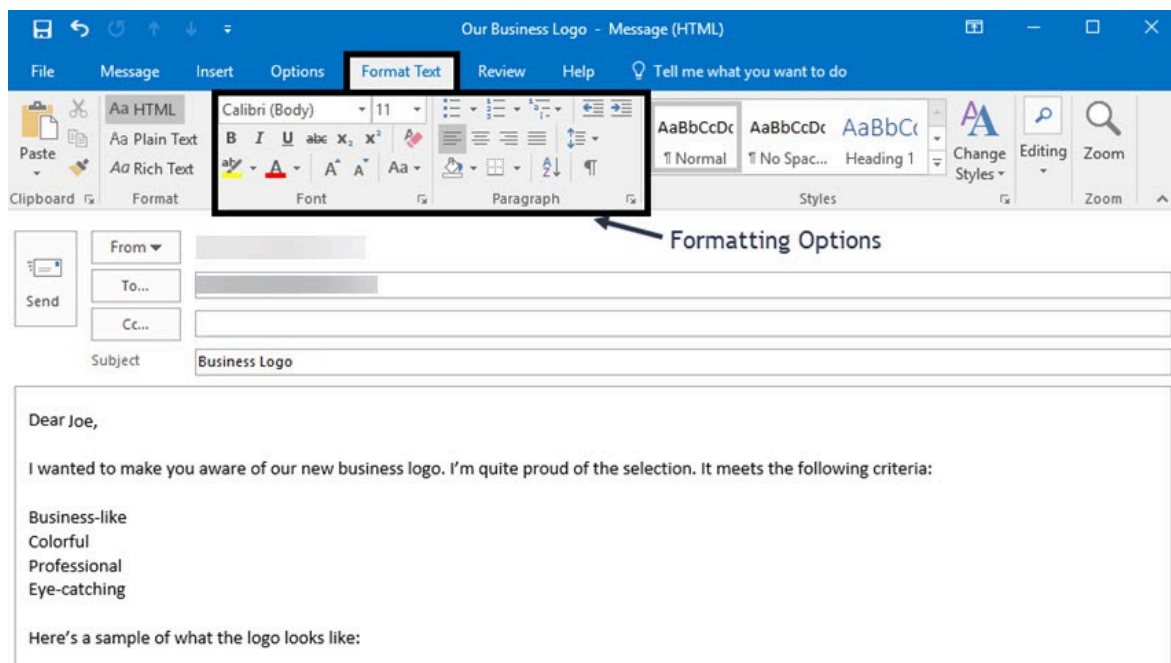 Our Business Logo - Message (HTML)
File Message Insert Options Format Text Review Help Tell me what you want to do
Paste
Clipboard
Aa HTML
Aa Plain Text
Aa Rich Text
Format
Calibri (Body) 11
B I U abc X₂ X²
aby A A A Aa
Font
Paragraph
AaBbCcDc AaBbCcDc AaBbCc
¶ Normal ¶ No Spac... Heading 1
Styles
Change
Styles
Editing
Zoom
Zoom
Formatting Options
Send
From
To...
Cc...
Subject Business Logo
Dear Joe,
I wanted to make you aware of our new business logo. I'm quite proud of the selection. It meets the following criteria:
Business-like
Colorful
Professional
Eye-catching
Here's a sample of what the logo looks like: